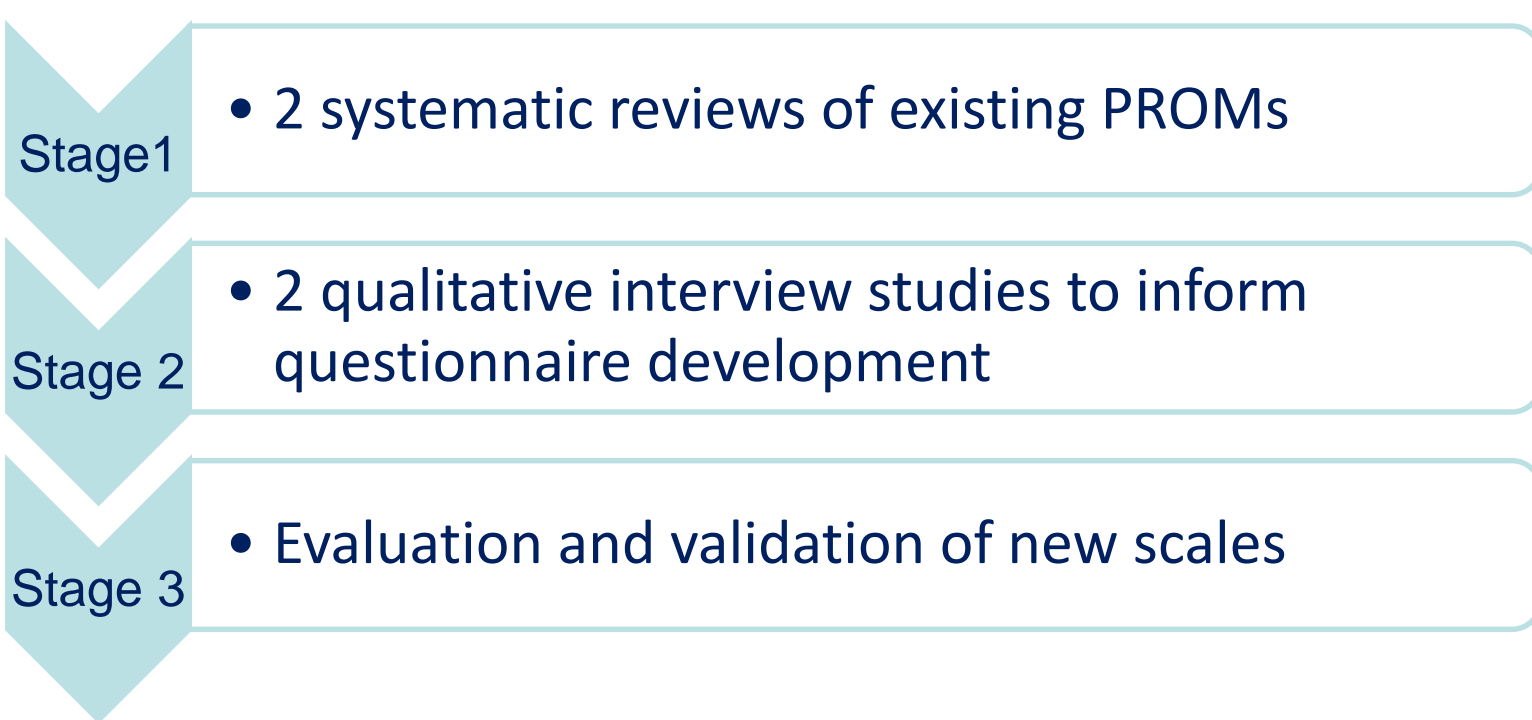 Stage1
• 2 systematic reviews of existing PROMs
Stage 2
• 2 qualitative interview studies to inform
questionnaire development
Stage 3
• Evaluation and validation of new scales